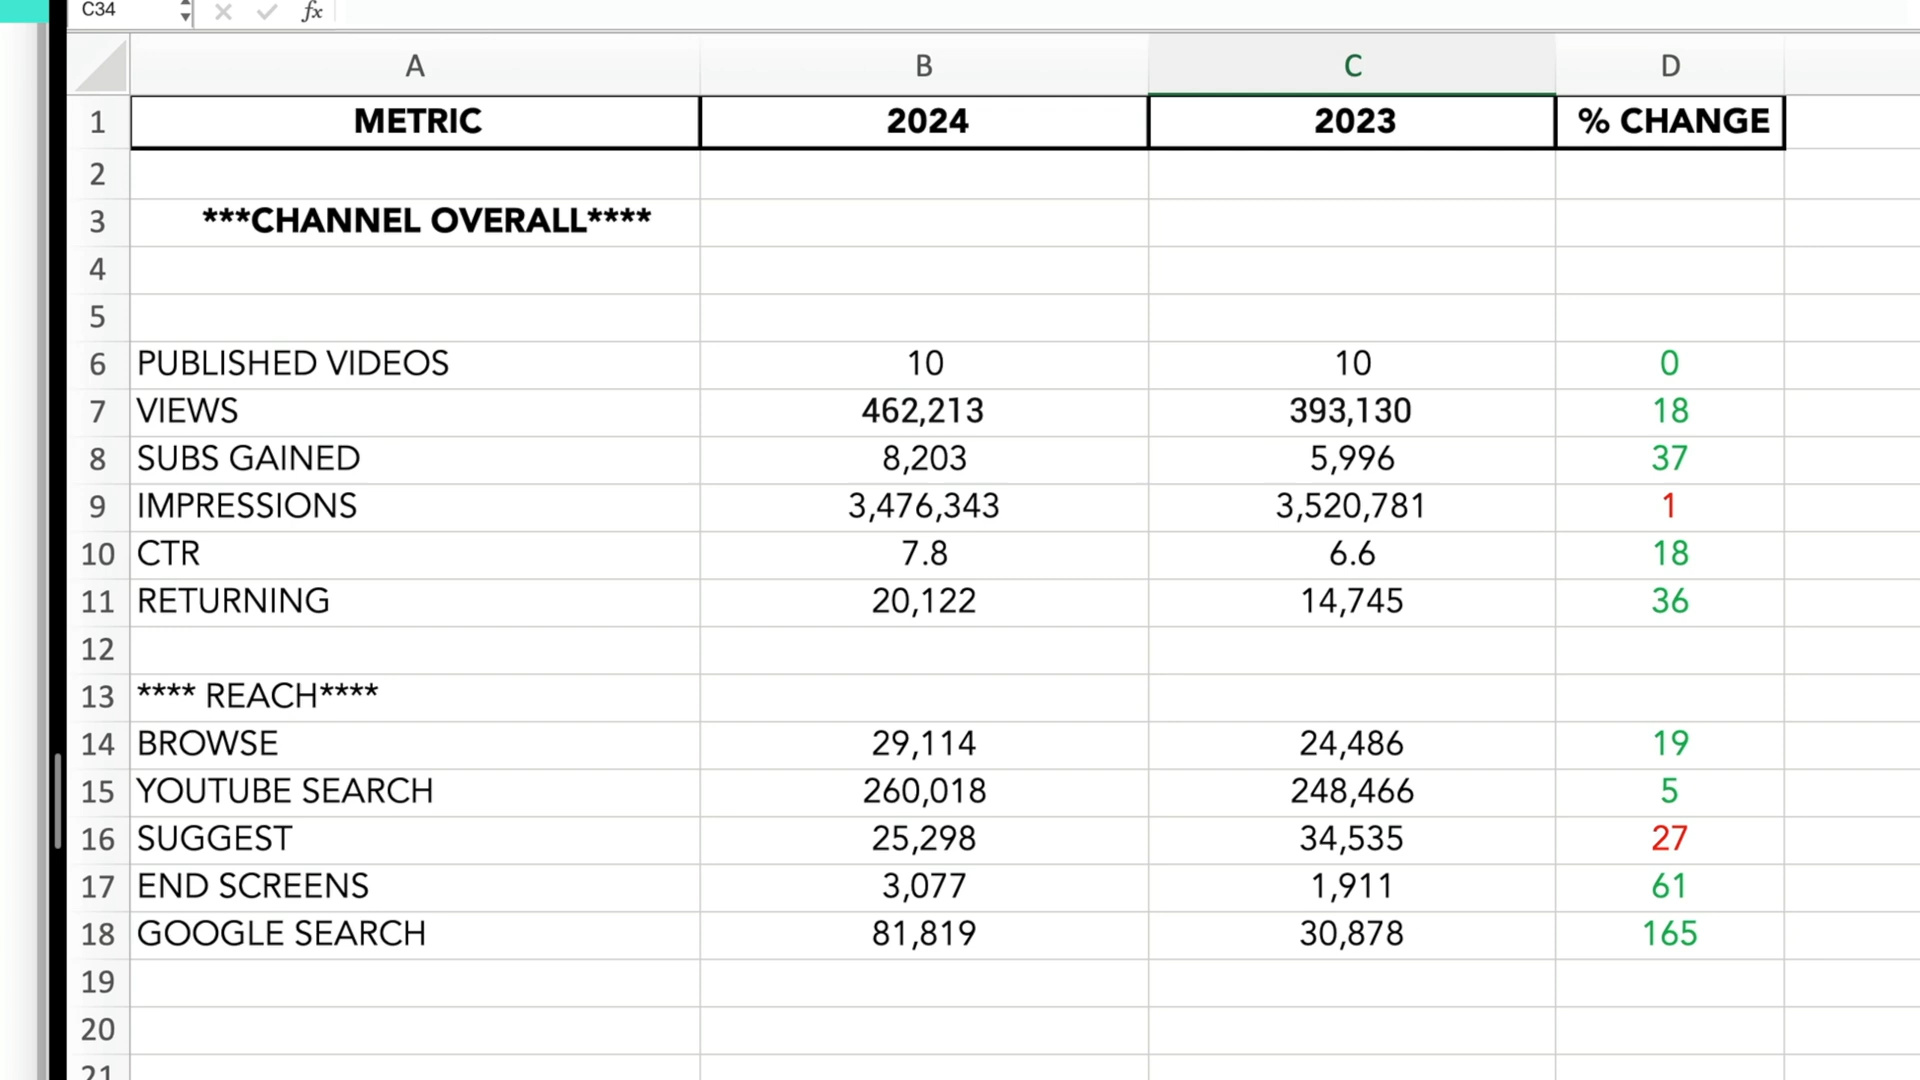 C34 fx
A B C D
1 METRIC 2024 2023 % CHANGE
2
3 ***CHANNEL OVERALL****
4
5
6 PUBLISHED VIDEOS 10 10 0
7 VIEWS 462,213 393,130 18
8 SUBS GAINED 8,203 5,996 37
9 IMPRESSIONS 3,476,343 3,520,781 1
10 CTR 7.8 6.6 18
11 RETURNING 20,122 14,745 36
12
13 **** REACH****
14 BROWSE 29,114 24,486 19
15 YOUTUBE SEARCH 260,018 248,466 5
16 SUGGEST 25,298 34,535 27
17 END SCREENS 3,077 1,911 61
18 GOOGLE SEARCH 81,819 30,878 165
19
20
21